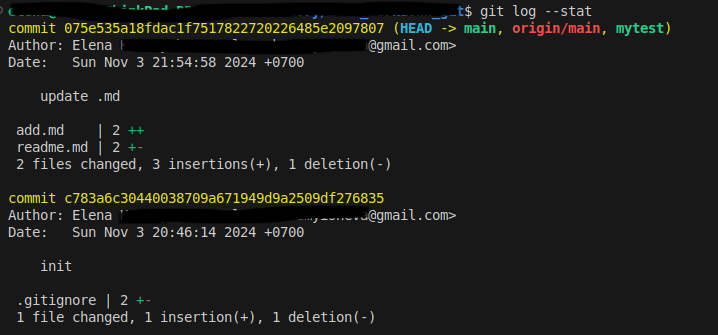 $ git log --stat
commit 075e535a18fdac1f7517822720226485e2097807 (HEAD -> main, origin/main, mytest)
Author: Elena @gmail.com>
Date:   Sun Nov 3 21:54:58 2024 +0700
update .md
add.md    | 2 ++
readme.md | 2 +-
2 files changed, 3 insertions(+), 1 deletion(-)
commit c783a6c30440038709a671949d9a2509df276835
Author: Elena @gmail.com>
Date:   Sun Nov 3 20:46:14 2024 +0700
init
.gitignore | 2 +-
1 file changed, 1 insertion(+), 1 deletion(-)